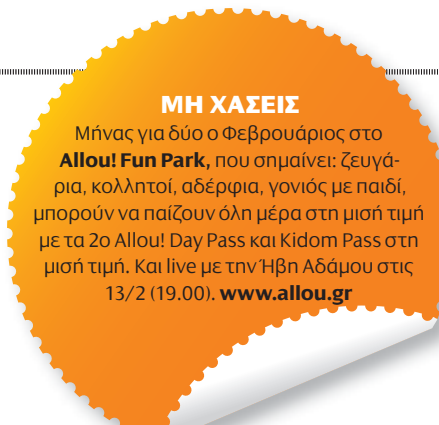 ΜΗ ΧΑΣΕΙΣ
Μήνας για δύο ο Φεβρουάριος στο
Allou! Fun Park, που σημαίνει: ζευγά-
ρια, κολλητοί, αδέρφια, γονιός με παιδί,
μπορούν να παίζουν όλη μέρα στη μισή τιμή
με τα 2ο Allou! Day Pass και Kidom Pass στη
μισή τιμή. Και live με την Ήβη Αδάμου στις
13/2 (19.00). www.allou.gr